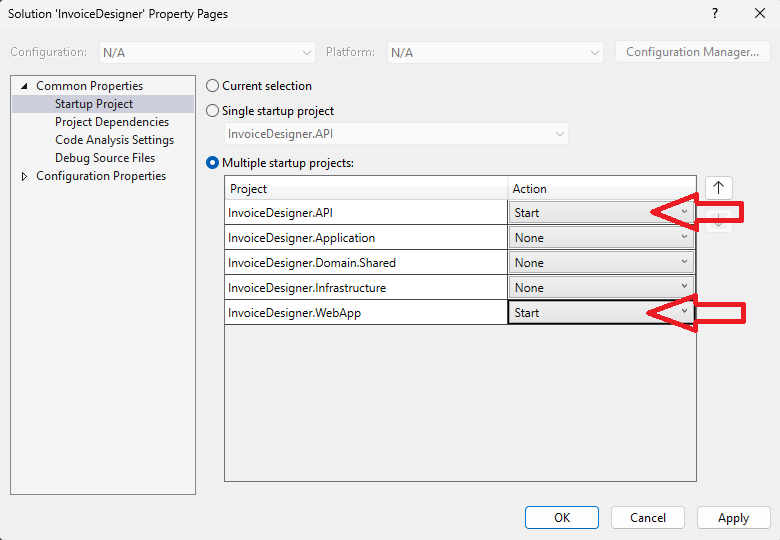 Solution 'InvoiceDesigner' Property Pages ?
Configuration: N/A Platform: N/A Configuration Manager...
Common Properties
Startup Project
Project Dependencies
Code Analysis Settings
Debug Source Files
Configuration Properties
Current selection
Single startup project
InvoiceDesigner.API
Multiple startup projects:
Project Action
InvoiceDesigner.API Start
InvoiceDesigner.Application None
InvoiceDesigner.Domain.Shared None
InvoiceDesigner.Infrastructure None
InvoiceDesigner.WebApp Start
OK Cancel Apply